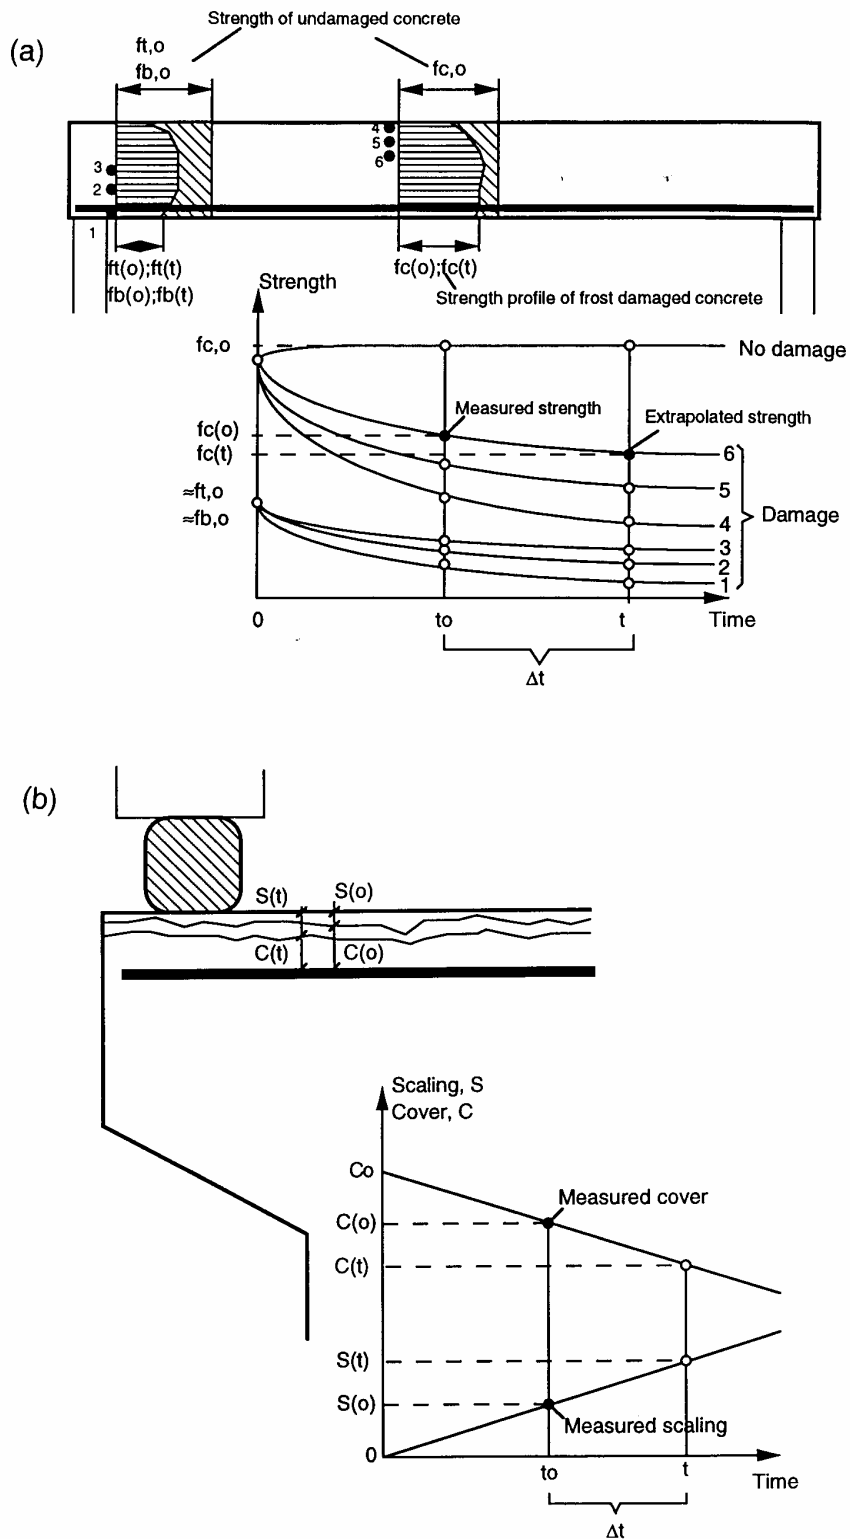 (a)
Strength of undamaged concrete
ft,o
fb,o
fc,o
3
2
1
4
5
6
ft(o);ft(t)
fb(o);fb(t)
fc(o);fc(t)
Strength profile of frost damaged concrete
Strength
fc,o
No damage
Measured strength
Extrapolated strength
fc(o)
fc(t)
6
5
≈ft,o
≈fb,o
4
Damage
3
2
1
0
to
t
Time
Δt
(b)
S(t)
S(o)
C(t)
C(o)
Scaling, S
Cover, C
Co
Measured cover
C(o)
C(t)
S(t)
S(o)
Measured scaling
0
to
t
Time
Δt